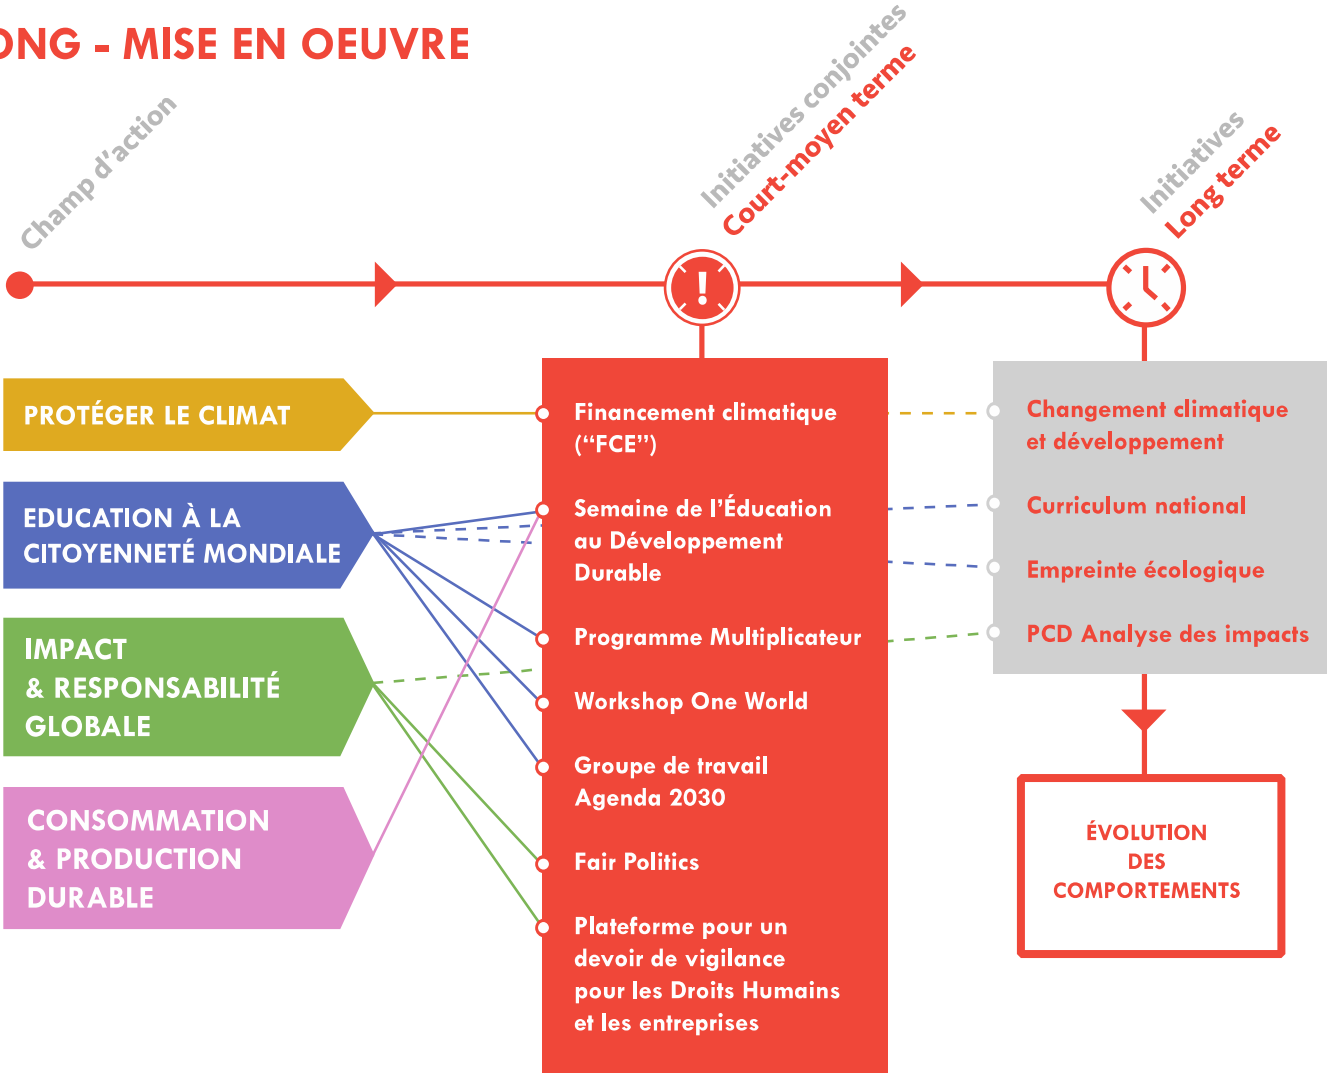 ONG - MISE EN OEUVRE
Champ d'action
Initiatives conjointes
Court-moyen terme
Initiatives
Long terme
!
PROTÉGER LE CLIMAT
EDUCATION À LA
CITOYENNETÉ MONDIALE
IMPACT
& RESPONSABILITÉ
GLOBALE
CONSOMMATION
& PRODUCTION
DURABLE
Financement climatique
(“FCE”)
Semaine de l’Éducation
au Développement
Durable
Programme Multiplicateur
Workshop One World
Groupe de travail
Agenda 2030
Fair Politics
Plateforme pour un
devoir de vigilance
pour les Droits Humains
et les entreprises
Changement climatique
et développement
Curriculum national
Empreinte écologique
PCD Analyse des impacts
ÉVOLUTION
DES
COMPORTEMENTS